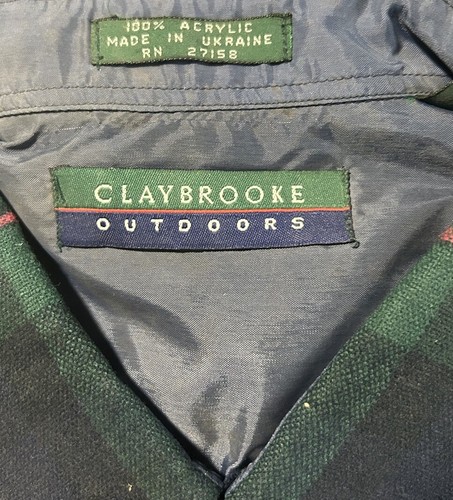 100% ACRYLIC
MADE IN UKRAINE
RN 27158
CLAYBROOKE
OUTDOORS